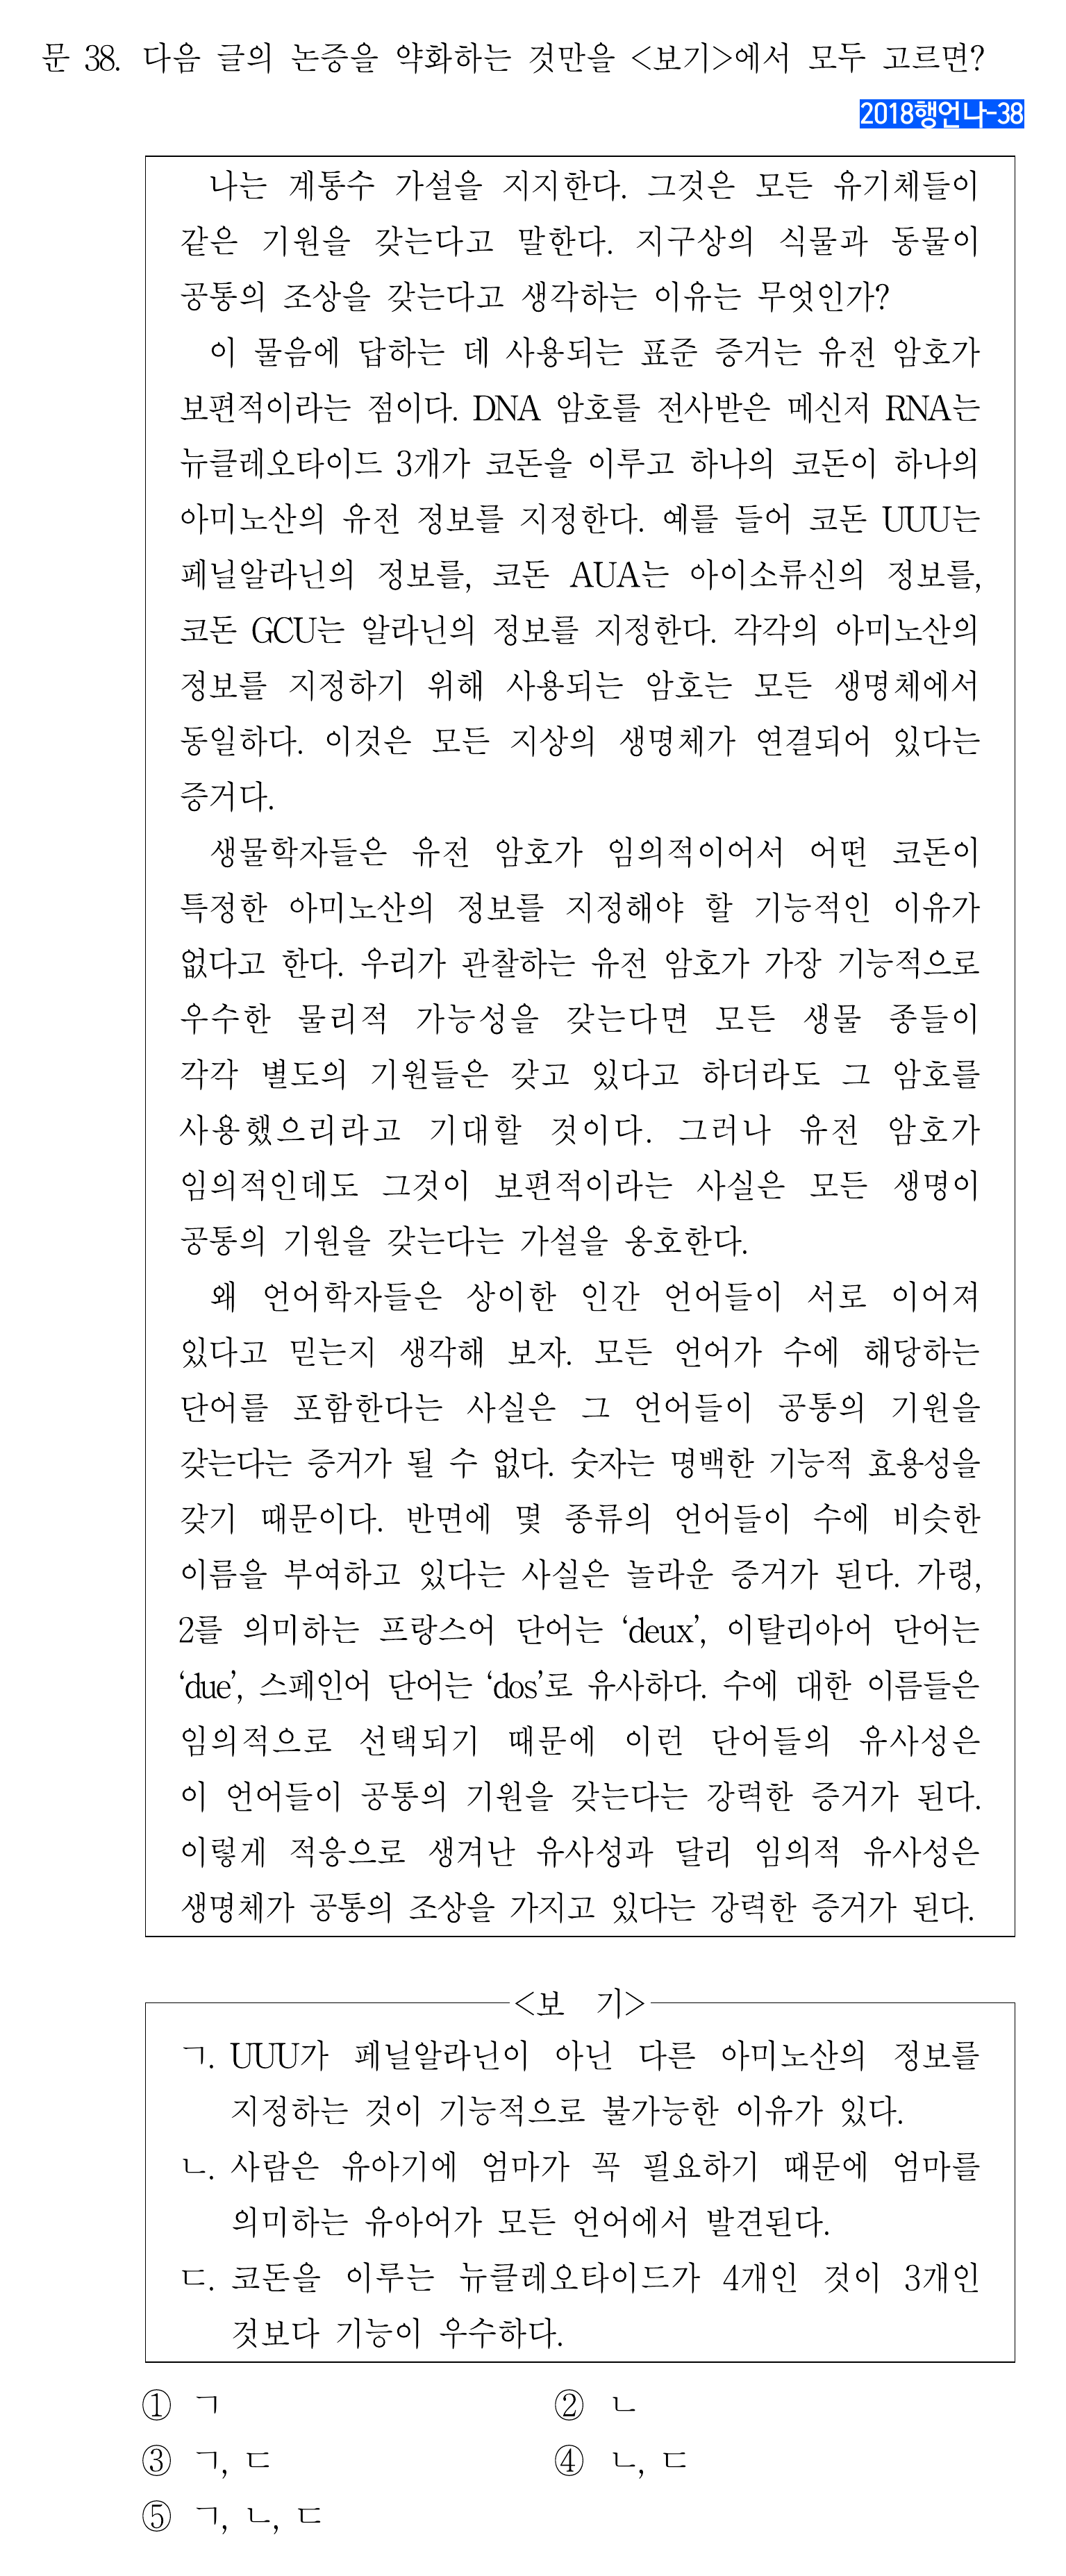 문 38. 다음 글의 논증을 약화하는 것만을 <보기>에서 모두 고르면?
2018행언나-38
나는 계통수 가설을 지지한다. 그것은 모든 유기체들이
같은 기원을 갖는다고 말한다. 지구상의 식물과 동물이
공통의 조상을 갖는다고 생각하는 이유는 무엇인가?
이 물음에 답하는 데 사용되는 표준 증거는 유전 암호가
보편적이라는 점이다. DNA 암호를 전사받은 메신저 RNA는
뉴클레오타이드 3개가 코돈을 이루고 하나의 코돈이 하나의
아미노산의 유전 정보를 지정한다. 예를 들어 코돈 UUU는
페닐알라닌의 정보를, 코돈 AUA는 아이소류신의 정보를,
코돈 GCU는 알라닌의 정보를 지정한다. 각각의 아미노산의
정보를 지정하기 위해 사용되는 암호는 모든 생명체에서
동일하다. 이것은 모든 지상의 생명체가 연결되어 있다는
증거다.
생물학자들은 유전 암호가 임의적이어서 어떤 코돈이
특정한 아미노산의 정보를 지정해야 할 기능적인 이유가
없다고 한다. 우리가 관찰하는 유전 암호가 가장 기능적으로
우수한 물리적 가능성을 갖는다면 모든 생물 종들이
각각 별도의 기원들은 갖고 있다고 하더라도 그 암호를
사용했으리라고 기대할 것이다. 그러나 유전 암호가
임의적인데도 그것이 보편적이라는 사실은 모든 생명이
공통의 기원을 갖는다는 가설을 옹호한다.
왜 언어학자들은 상이한 인간 언어들이 서로 이어져
있다고 믿는지 생각해 보자. 모든 언어가 수에 해당하는
단어를 포함한다는 사실은 그 언어들이 공통의 기원을
갖는다는 증거가 될 수 없다. 숫자는 명백한 기능적 효용성을
갖기 때문이다. 반면에 몇 종류의 언어들이 수에 비슷한
이름을 부여하고 있다는 사실은 놀라운 증거가 된다. 가령,
2를 의미하는 프랑스어 단어는 ‘deux’, 이탈리아어 단어는
‘due’, 스페인어 단어는 ‘dos’로 유사하다. 수에 대한 이름들은
임의적으로 선택되기 때문에 이런 단어들의 유사성은
이 언어들이 공통의 기원을 갖는다는 강력한 증거가 된다.
이렇게 적응으로 생겨난 유사성과 달리 임의적 유사성은
생명체가 공통의 조상을 가지고 있다는 강력한 증거가 된다.
<보 기>
ㄱ. UUU가 페닐알라닌이 아닌 다른 아미노산의 정보를
지정하는 것이 기능적으로 불가능한 이유가 있다.
ㄴ. 사람은 유아기에 엄마가 꼭 필요하기 때문에 엄마를
의미하는 유아어가 모든 언어에서 발견된다.
ㄷ. 코돈을 이루는 뉴클레오타이드가 4개인 것이 3개인
것보다 기능이 우수하다.
① ㄱ ② ㄴ
③ ㄱ, ㄷ ④ ㄴ, ㄷ
⑤ ㄱ, ㄴ, ㄷ